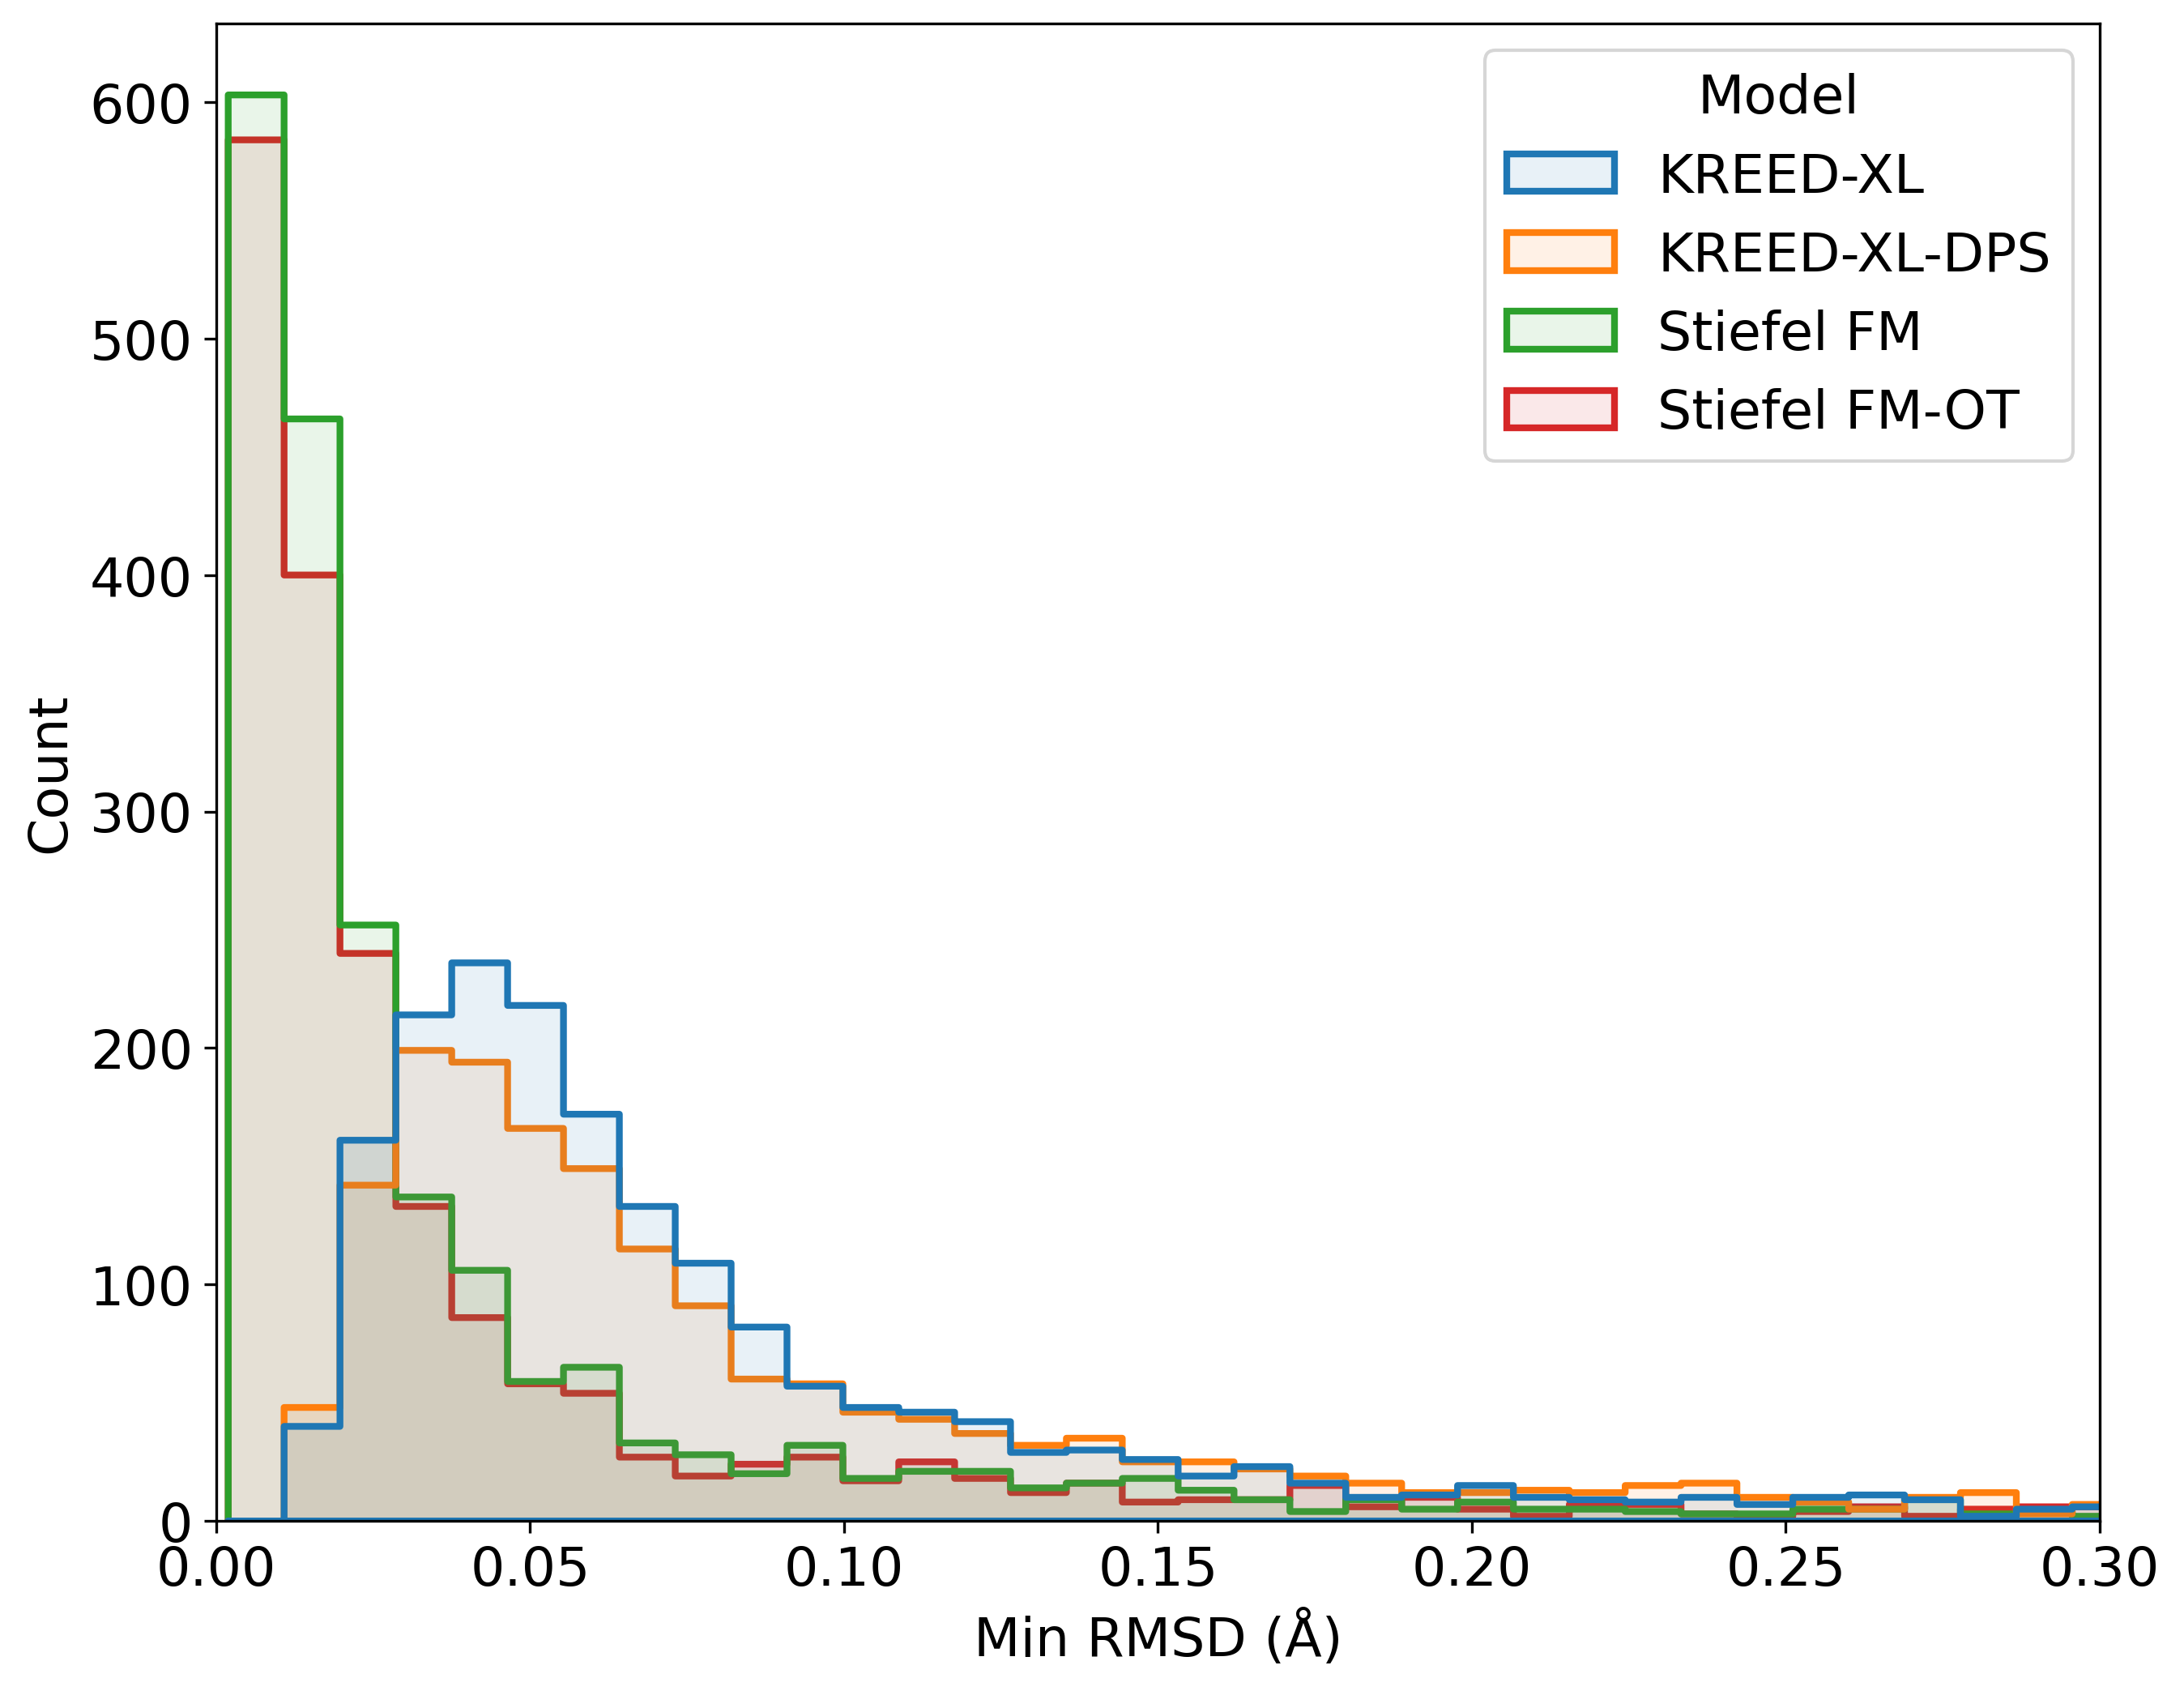 Model
KREED-XL
KREED-XL-DPS
Stiefel FM
Stiefel FM-OT
Count
600
500
400
300
200
100
0
0.00 0.05 0.10 0.15 0.20 0.25 0.30
Min RMSD (Å)